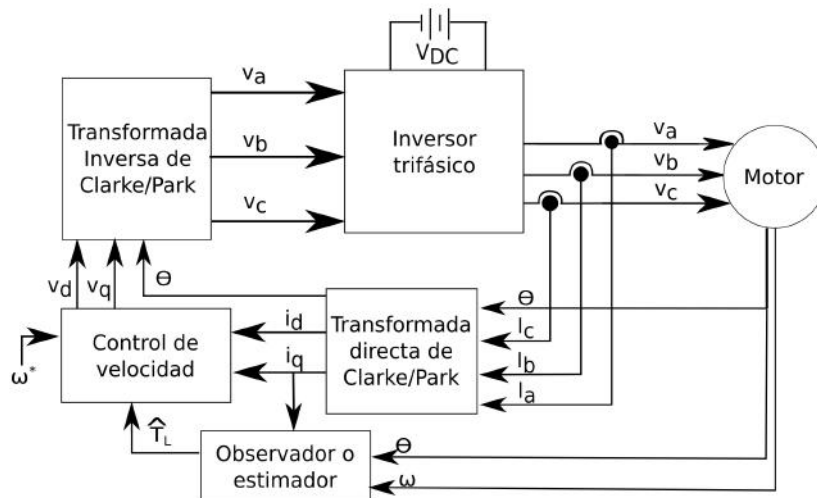 V_DC
v_a
v_b
v_c
Transformada
Inversa de
Clarke/Park
Inversor
trifásico
v_a
v_b
v_c
Motor
v_d
v_q
Θ
Θ
i_d
i_q
Transformada
directa de
Clarke/Park
I_c
I_b
I_a
Control de
velocidad
ω*
T̂_L
Observador o
estimador
Θ
ω